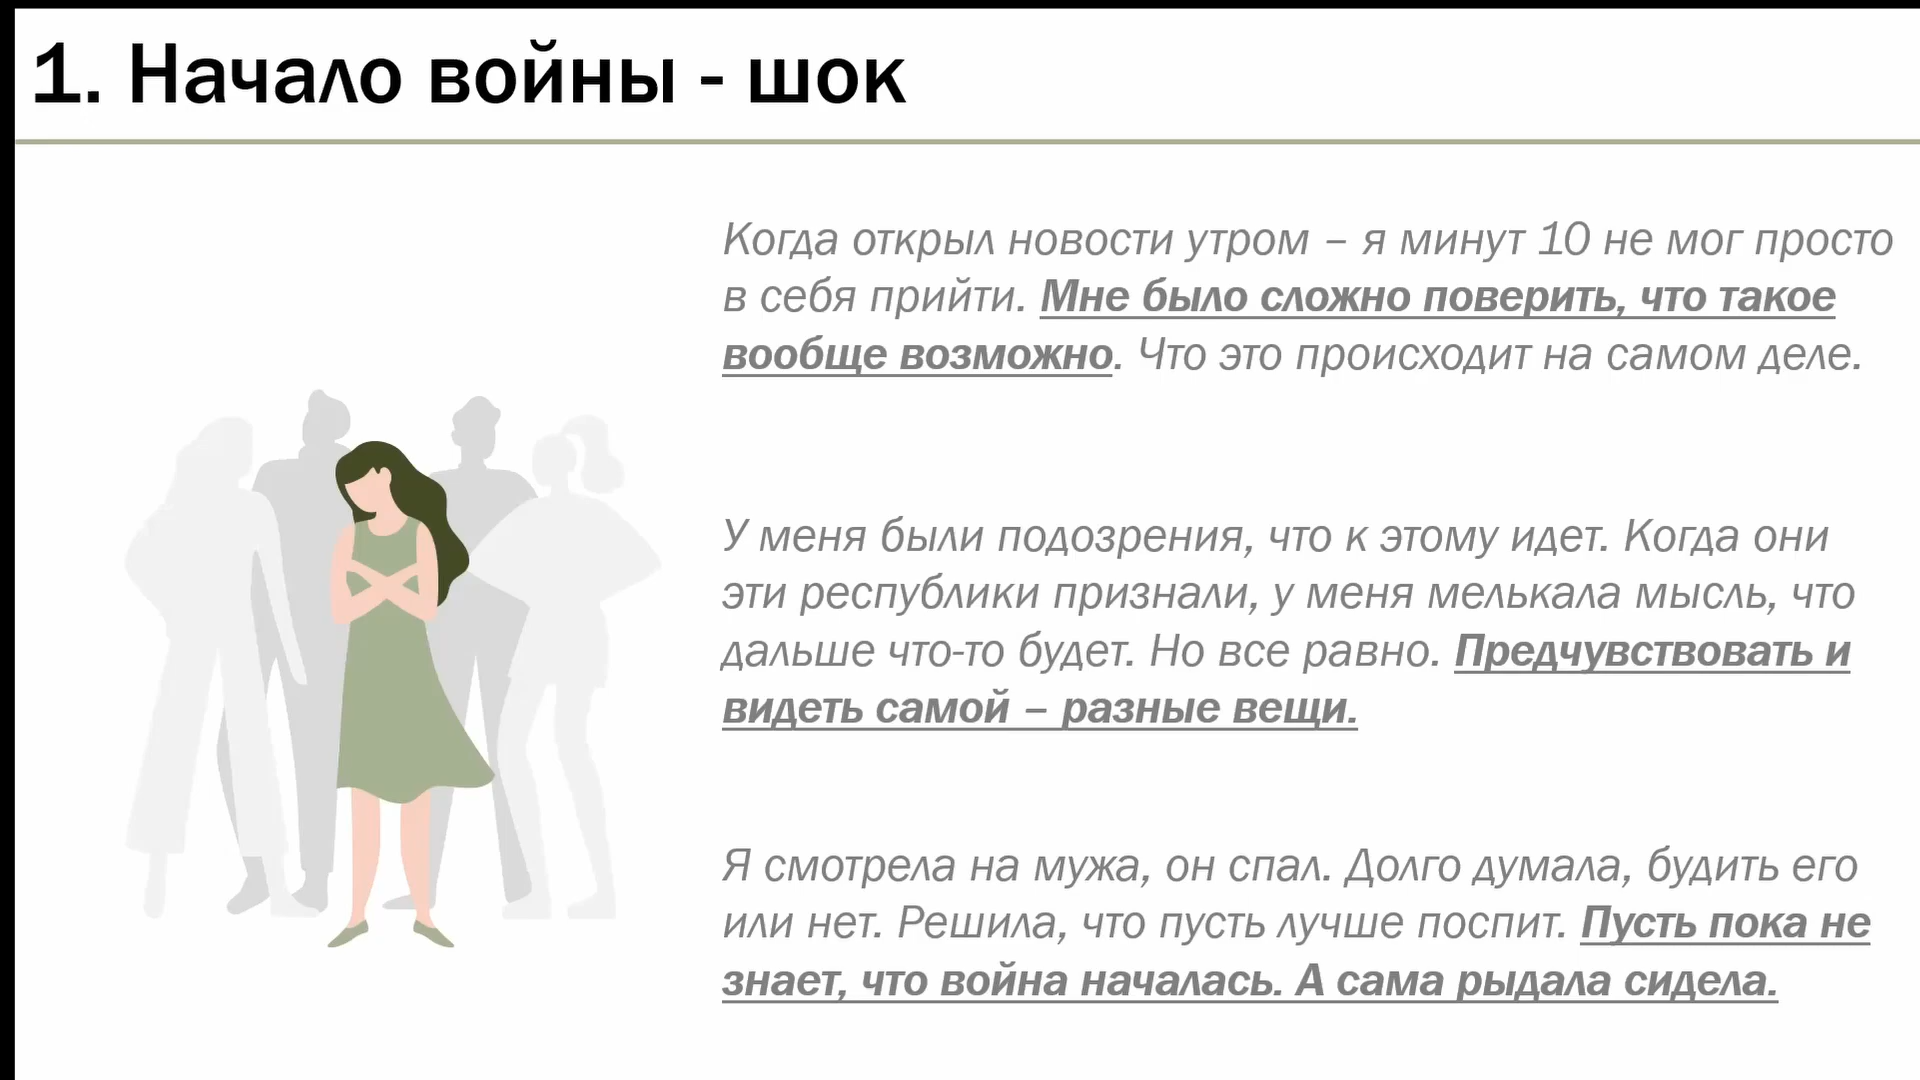 1. Начало войны - шок
Когда открыл новости утром – я минут 10 не мог просто
в себя прийти. Мне было сложно поверить, что такое
вообще возможно. Что это происходит на самом деле.
У меня были подозрения, что к этому идет. Когда они
эти республики признали, у меня мелькала мысль, что
дальше что-то будет. Но все равно. Предчувствовать и
видеть самой – разные вещи.
Я смотрела на мужа, он спал. Долго думала, будить его
или нет. Решила, что пусть лучше поспит. Пусть пока не
знает, что война началась. А сама рыдала сидела.